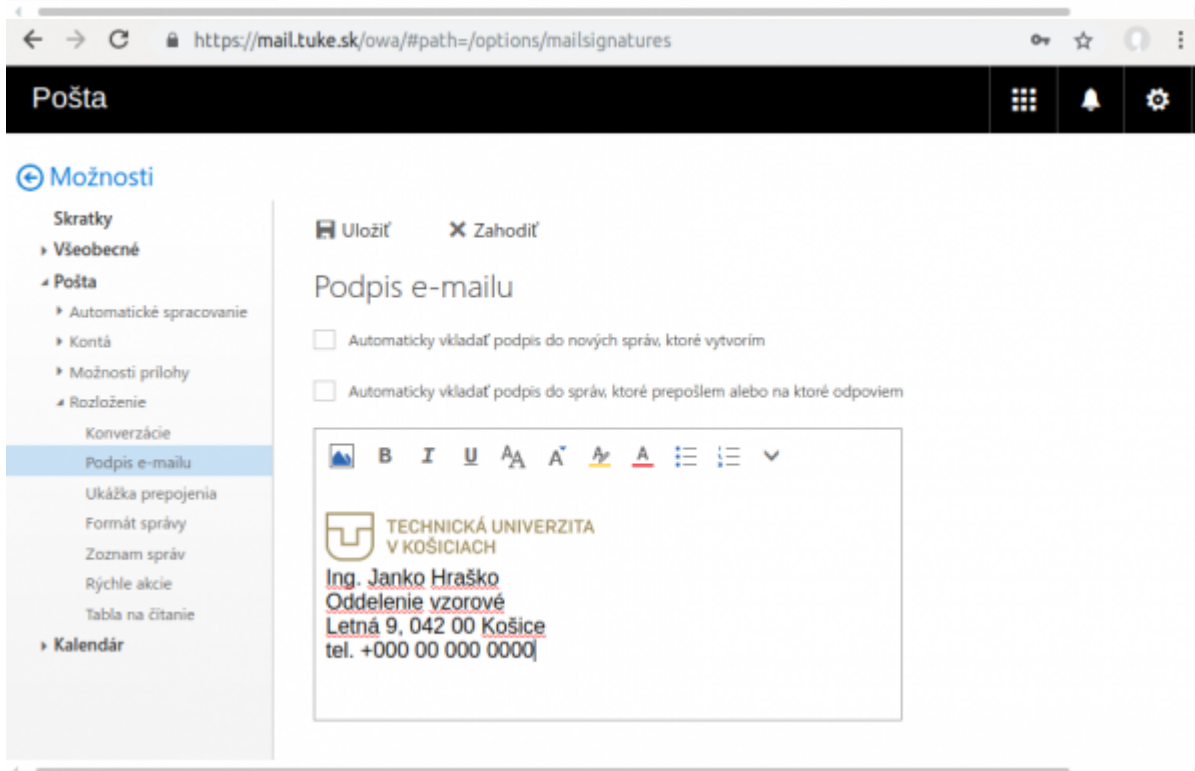 https://mail.tuke.sk/owa/#path=/options/mailsignatures
Pošta
Možnosti
Skratky
Všeobecné
Pošta
Automatické spracovanie
Kontá
Možnosti prílohy
Rozloženie
Konverzácie
Podpis e-mailu
Ukážka prepojenia
Formát správy
Zoznam správ
Rýchle akcie
Tabla na čítanie
Kalendár
Uložiť Zahodiť
Podpis e-mailu
Automaticky vkladať podpis do nových správ, ktoré vytvorím
Automaticky vkladať podpis do správ, ktoré prepošlem alebo na ktoré odpoviem
TECHNICKÁ UNIVERZITA
V KOŠICIACH
Ing. Janko Hraško
Oddelenie vzorové
Letná 9, 042 00 Košice
tel. +000 00 000 0000